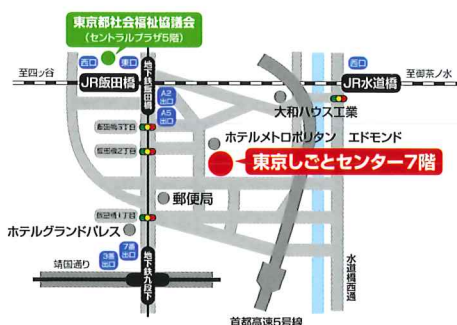 東京都社会福祉協議会
（セントラルプラザ5階）
西口
東口
西口
至四ッ谷
JR飯田橋
地下鉄飯田橋
JR水道橋
至御茶ノ水
A2
出口
A5
出口
大和ハウス工業
飯田橋3丁目
ホテルメトロポリタン エドモンド
飯田橋2丁目
東京しごとセンター7階
郵便局
飯田橋1丁目
ホテルグランドパレス
7番
出口
3番
出口
靖国通り
地下鉄九段下
水道橋西通
首都高速5号線